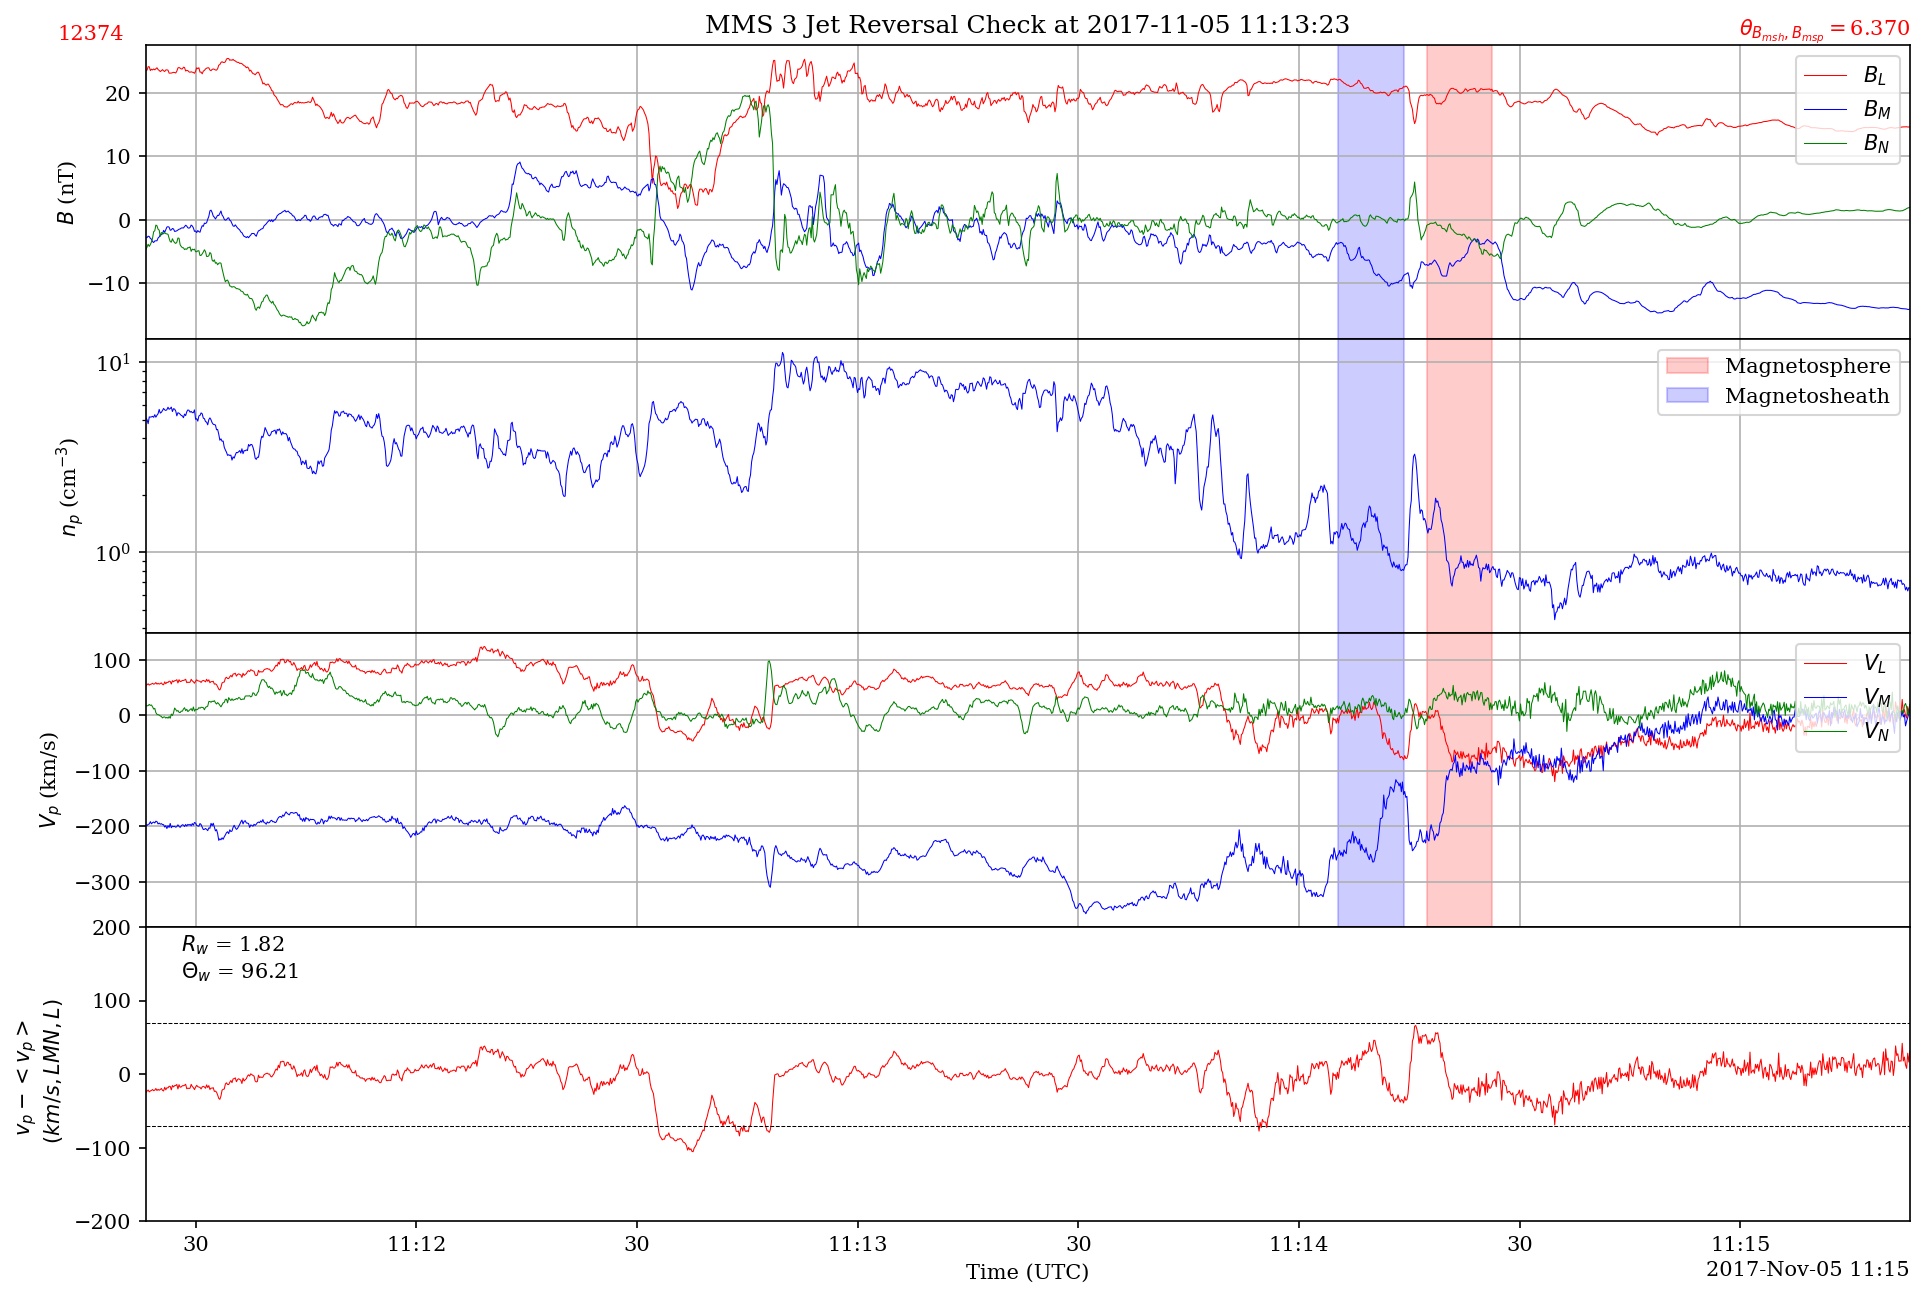 12374
MMS 3 Jet Reversal Check at 2017-11-05 11:13:23
θ_{B_{msh}, B_{msp}} = 6.370
20
10
0
−10
B (nT)
B_L
B_M
B_N
10^1
10^0
n_p (cm^{−3})
Magnetosphere
Magnetosheath
100
0
−100
−200
−300
V_p (km/s)
V_L
V_M
V_N
200
100
0
−100
−200
v_p − < v_p >
(km/s, LMN, L)
R_w = 1.82
Θ_w = 96.21
30
11:12
30
11:13
30
11:14
30
11:15
Time (UTC)
2017-Nov-05 11:15